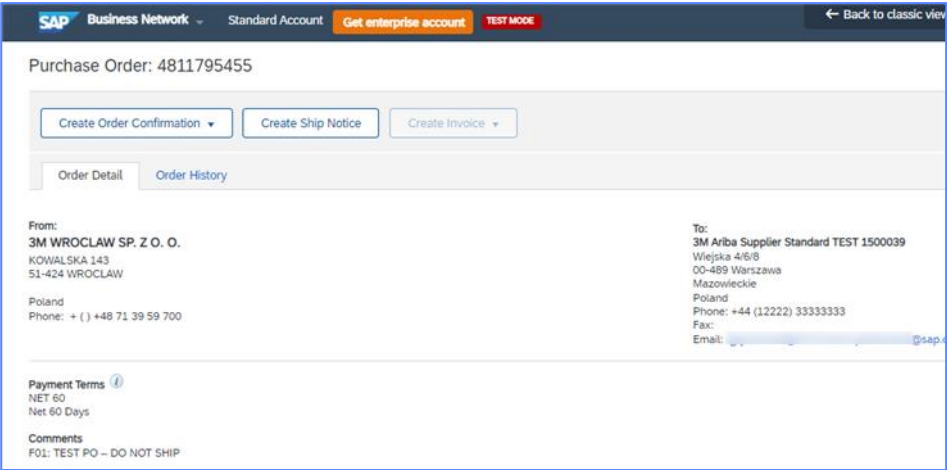 SAP Business Network Standard Account Get enterprise account TEST MODE ← Back to classic view
Purchase Order: 4811795455
Create Order Confirmation Create Ship Notice Create Invoice
Order Detail Order History
From:
3M WROCLAW SP. Z O. O.
KOWALSKA 143
51-424 WROCLAW
Poland
Phone: + ( ) +48 71 39 59 700
To:
3M Ariba Supplier Standard TEST 1500039
Wiejska 4/6/8
00-489 Warszawa
Mazowieckie
Poland
Phone: +44 (12222) 33333333
Fax:
Email: @sap.c
Payment Terms
NET 60
Net 60 Days
Comments
F01: TEST PO – DO NOT SHIP